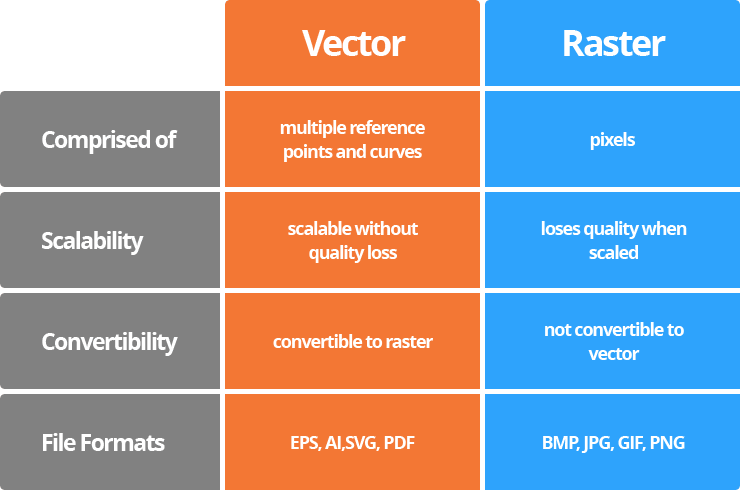 Vector Raster
Comprised of
multiple reference
points and curves
pixels
Scalability
scalable without
quality loss
loses quality when
scaled
Convertibility
convertible to raster
not convertible to
vector
File Formats
EPS, AI,SVG, PDF
BMP, JPG, GIF, PNG